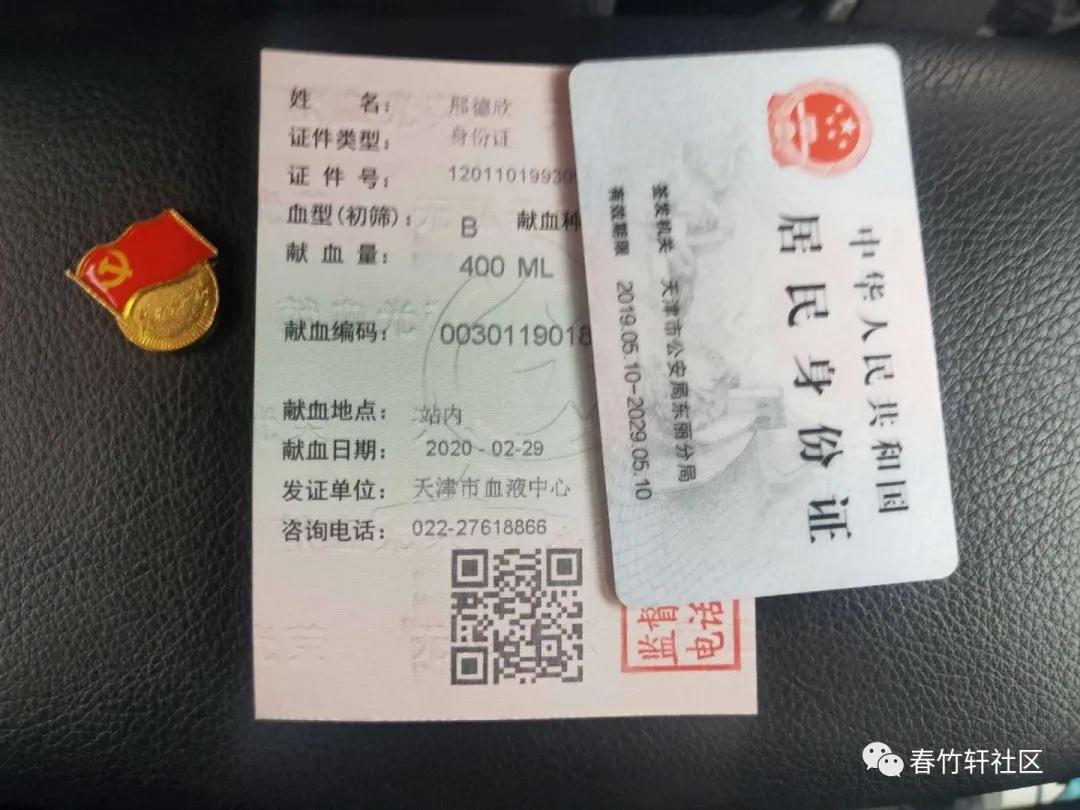 姓 名： 邢德欣
证件类型： 身份证
证 件 号： 1201101993
血型(初筛)： B 献血种
献 血 量： 400 ML
献血编码： 003011901
献血地点： 站内
献血日期： 2020-02-29
发证单位： 天津市血液中心
咨询电话： 022-27618866
中华人民共和国
居民身份证
签发机关 天津市公安局东丽分局
有效期限 2019.05.10-2029.05.10
春竹轩社区